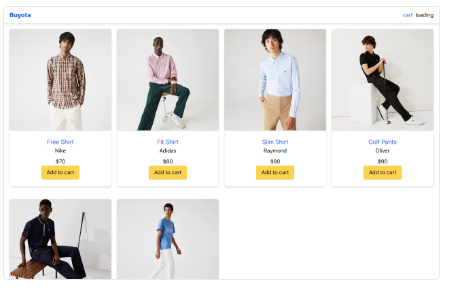 Buyota
cart loading
Free Shirt
Nike
$70
Add to cart
Fit Shirt
Adidas
$80
Add to cart
Slim Shirt
Raymond
$90
Add to cart
Golf Pants
Oliver
$90
Add to cart